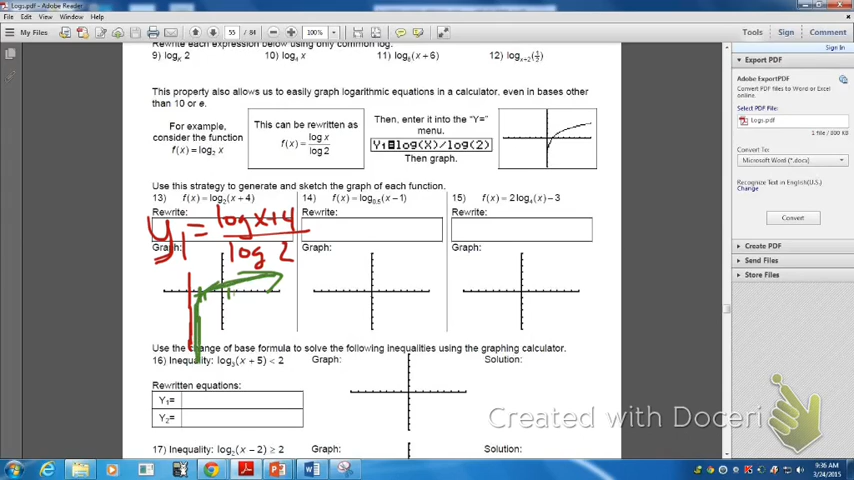 Logs.pdf - Adobe Reader
File Edit View Window Help
My Files 55 / 84 100% Tools Sign Comment
Sign In
Rewrite each expression below using only common log.
9) log₆ 2 10) log₄ x 11) log₈(x + 6) 12) logₓ₊₂(½)
This property also allows us to easily graph logarithmic equations in a calculator, even in bases other
than 10 or e.
For example,
consider the function
f(x) = log₂ x
This can be rewritten as
f(x) = log x / log 2
Then, enter it into the "Y="
menu.
Y₁=log(X)/log(2)
Then graph.
Use this strategy to generate and sketch the graph of each function.
13) f(x) = log₂(x + 4) 14) f(x) = log₀.₅(x − 1) 15) f(x) = 2log₄(x) − 3
Rewrite: Rewrite: Rewrite:
y₁ = log x+4 / log 2
Graph: Graph: Graph:
Use the change of base formula to solve the following inequalities using the graphing calculator.
16) Inequality: log₃(x + 5) < 2 Graph: Solution:
Rewritten equations:
Y₁=
Y₂=
17) Inequality: log₂(x − 2) ≥ 2 Graph: Solution:
Export PDF
Adobe ExportPDF
Convert PDF files to Word or Excel
online.
Select PDF File:
Logs.pdf
1 file / 800 KB
Convert To:
Microsoft Word (*.docx)
Recognize Text in English(U.S.)
Change
Convert
Create PDF
Send Files
Store Files
Created with Doceri
9:36 AM
3/24/2015